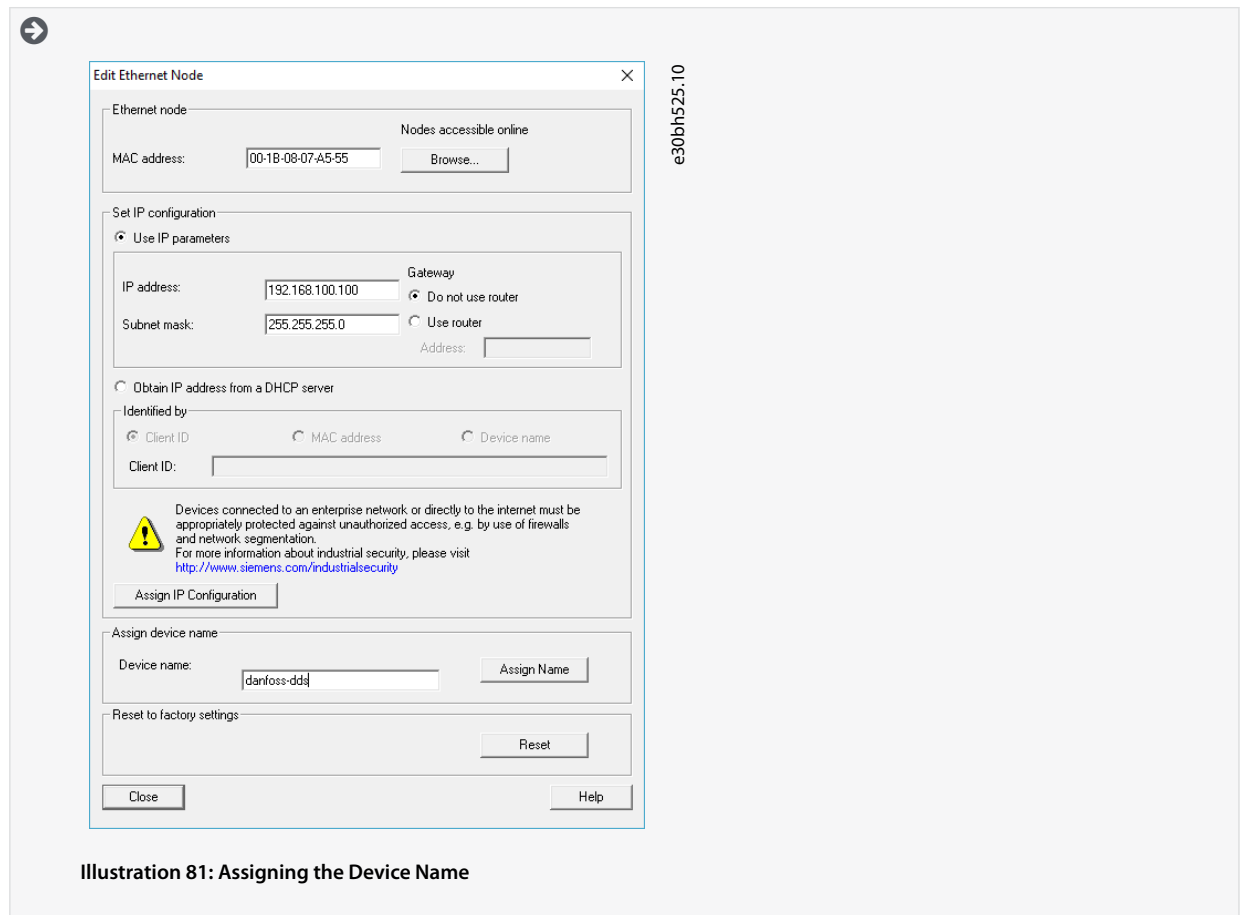 Edit Ethernet Node
e30bh525.10
Ethernet node
Nodes accessible online
MAC address:
00-1B-08-07-A5-55
Browse...
Set IP configuration
Use IP parameters
IP address:
192.168.100.100
Subnet mask:
255.255.255.0
Gateway
Do not use router
Use router
Address:
Obtain IP address from a DHCP server
Identified by
Client ID
MAC address
Device name
Client ID:
Devices connected to an enterprise network or directly to the internet must be
appropriately protected against unauthorized access, e.g. by use of firewalls
and network segmentation.
For more information about industrial security, please visit
http://www.siemens.com/industrialsecurity
Assign IP Configuration
Assign device name
Device name:
danfoss-dds
Assign Name
Reset to factory settings
Reset
Close
Help
Illustration 81: Assigning the Device Name